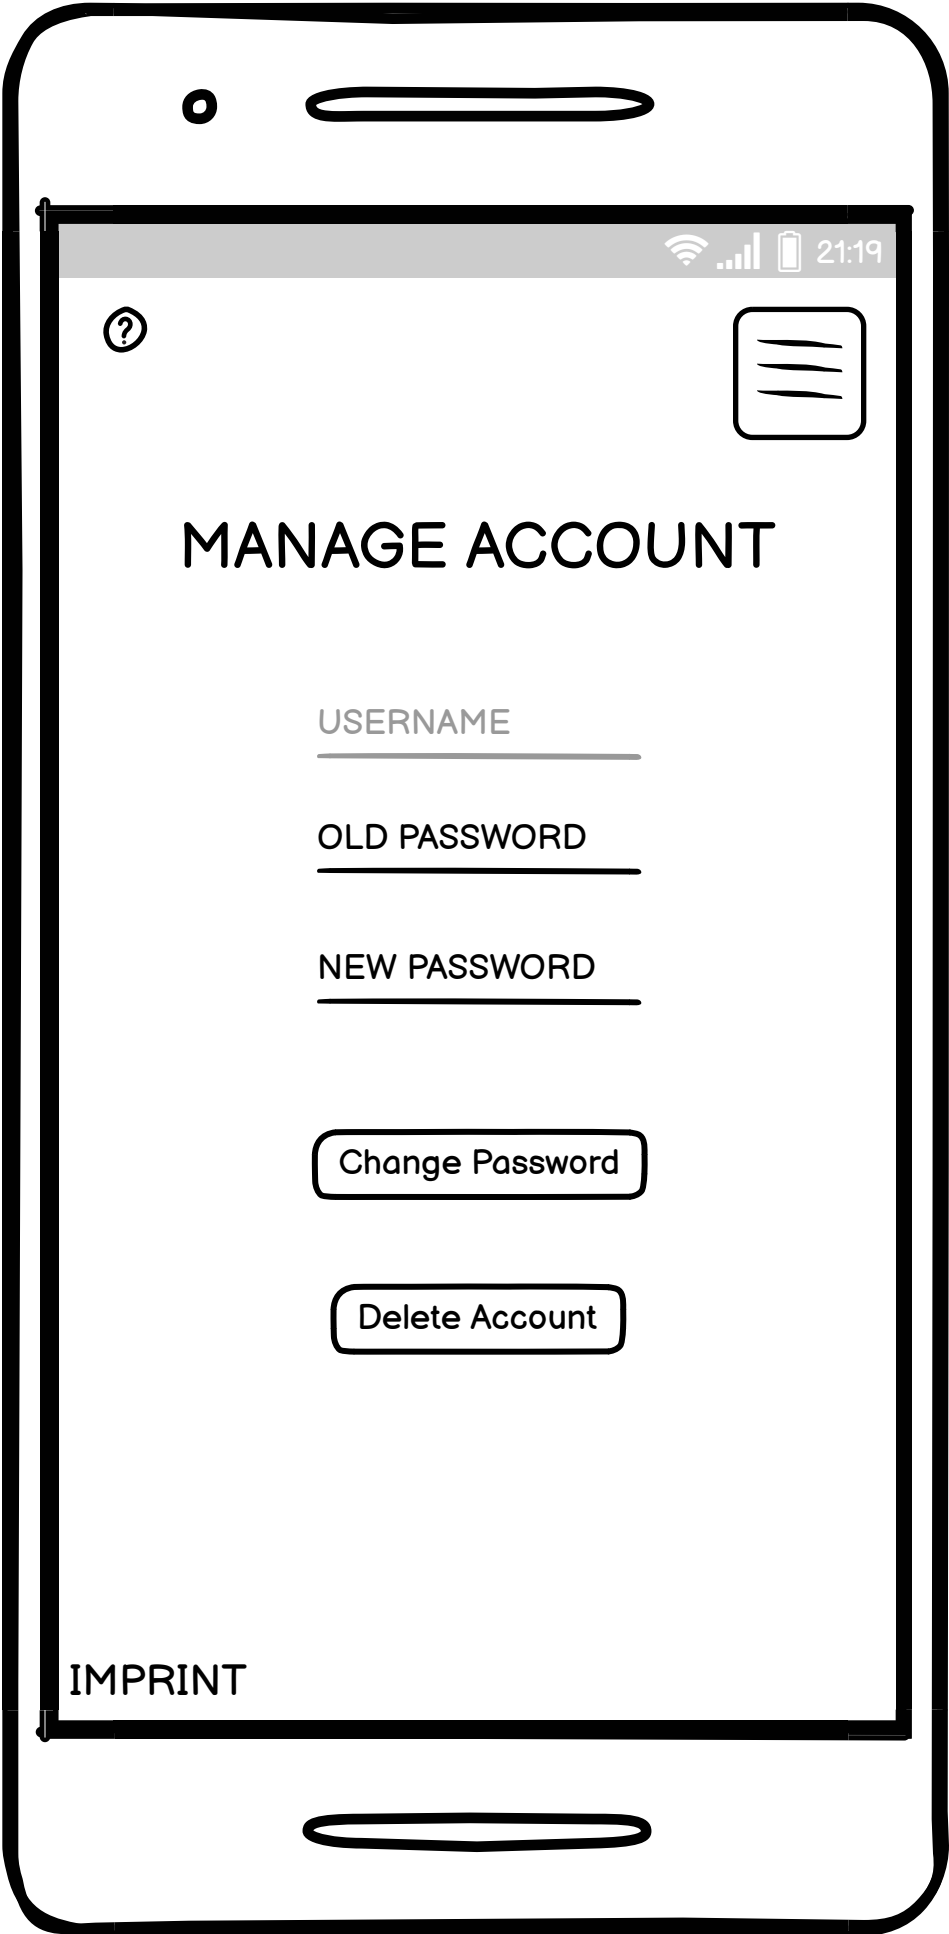 21:19
?
MANAGE ACCOUNT
USERNAME
OLD PASSWORD
NEW PASSWORD
Change Password
Delete Account
IMPRINT